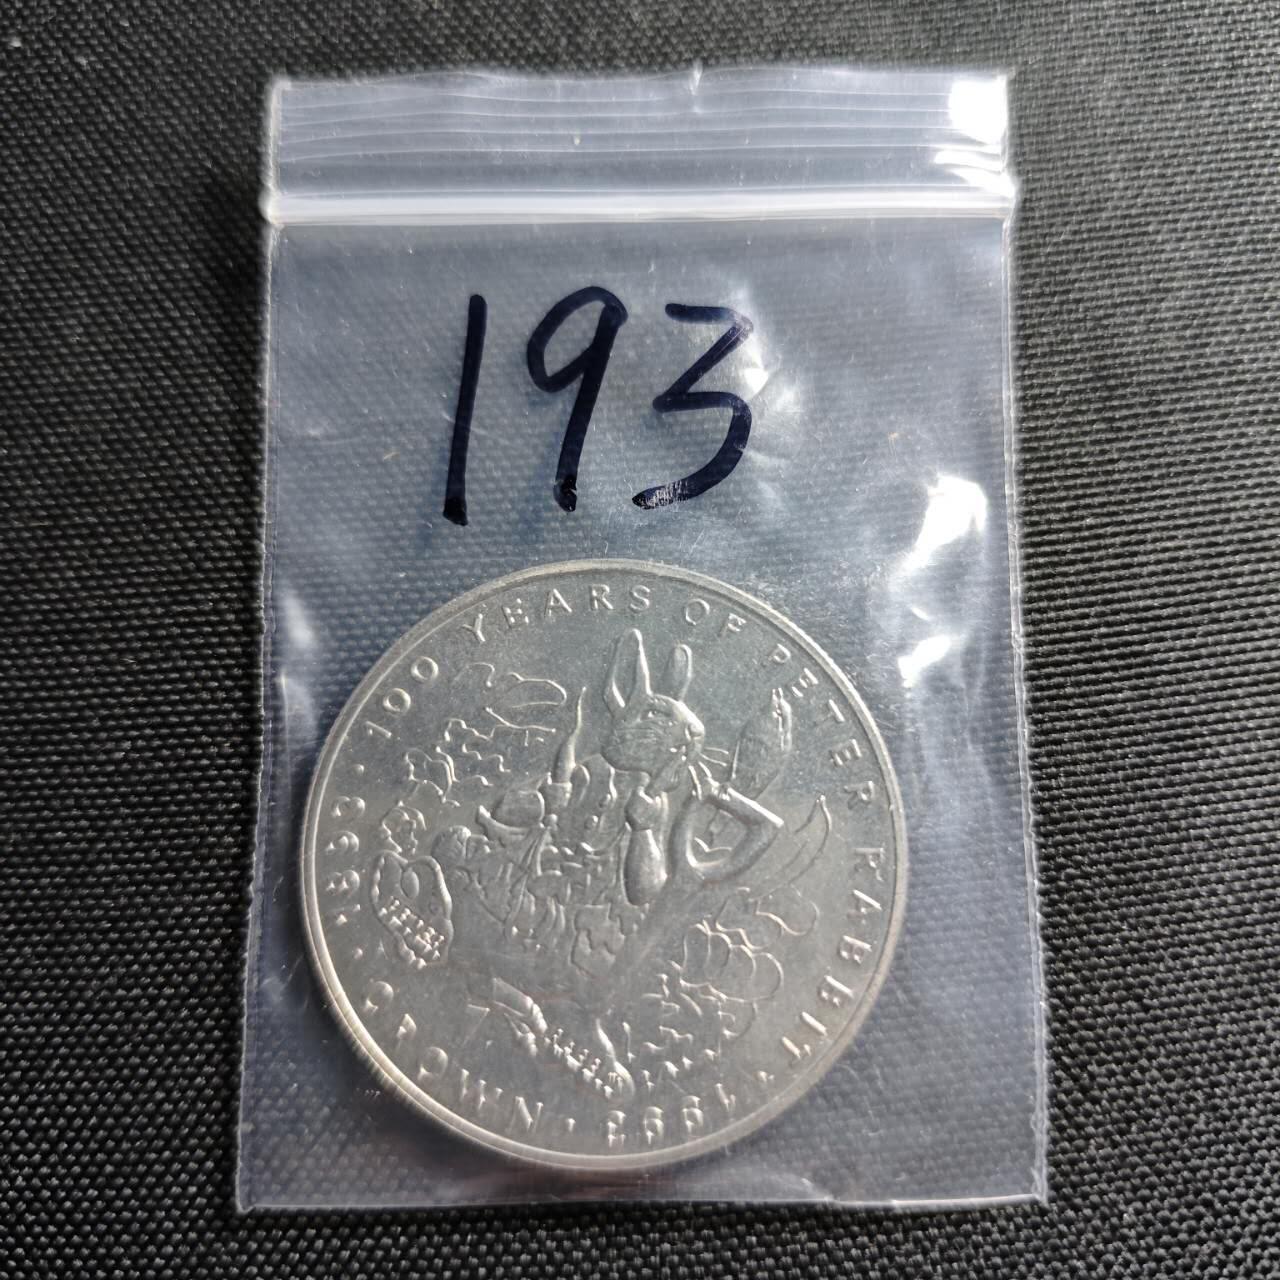 193
100 YEARS OF PETER RABBIT
· 1893 · CROWN · 1993